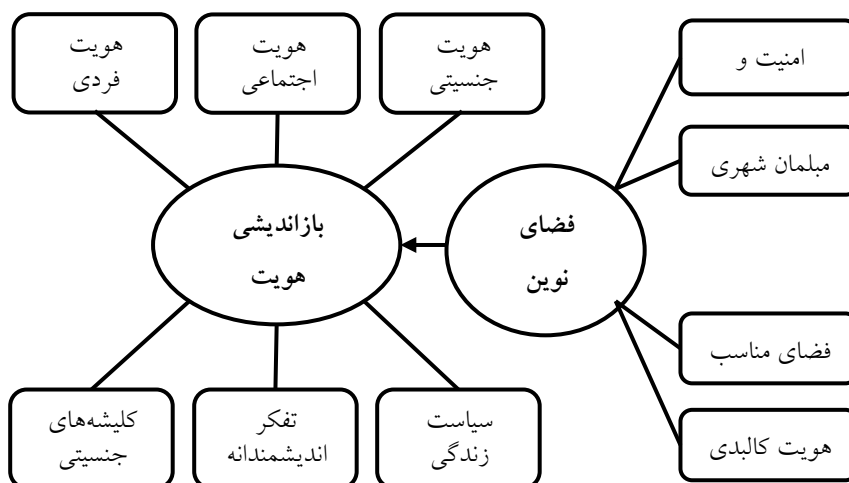 هویت
جنسیتی
هویت
اجتماعی
هویت
فردی
امنیت و
مبلمان شهری
فضای
نوین
بازاندیشی
هویت
فضای مناسب
هویت کالبدی
سیاست
زندگی
تفکر
اندیشمندانه
کلیشه‌های
جنسیتی